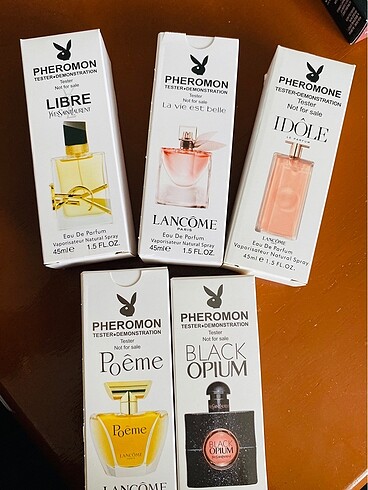 PHEROMON
TESTER+DEMONSTRATION
Tester
Not for sale
LIBRE
YVESSAINTLAURENT
Eau De Parfum
Vaporisateur Natural Spray
45ml e 1.5 FL.OZ.
PHEROMON
TESTER+DEMONSTRATION
Tester
Not for sale
La vie est belle
LANCÔME
PARIS
Eau De Parfum
Vaporisateur Natural Spray
45ml e 1.5 FL.OZ.
PHEROMONE
TESTER+DEMONSTRATION
Tester
Not for sale
IDÔLE
LE PARFUM
LANCÔME
Eau De Parfum
Vaporisateur Natural Spray
45ml e 1.5 FL.OZ.
PHEROMON
TESTER+DEMONSTRATION
Tester
Not for sale
Poême
Poême
LANCÔME
LANCÔME
PHEROMON
TESTER+DEMONSTRATION
Tester
Not for sale
BLACK
OPIUM
BLACK
OPIUM